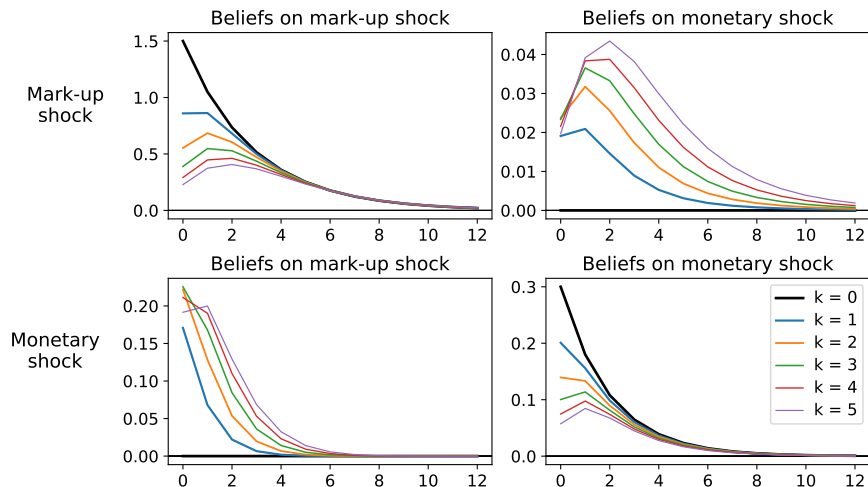 Beliefs on mark-up shock
Beliefs on monetary shock
Mark-up
shock
1.5
1.0
0.5
0.0
0 2 4 6 8 10 12
0.04
0.03
0.02
0.01
0.00
0 2 4 6 8 10 12
Beliefs on mark-up shock
Beliefs on monetary shock
Monetary
shock
0.20
0.15
0.10
0.05
0.00
0 2 4 6 8 10 12
0.3
0.2
0.1
0.0
0 2 4 6 8 10 12
k = 0
k = 1
k = 2
k = 3
k = 4
k = 5